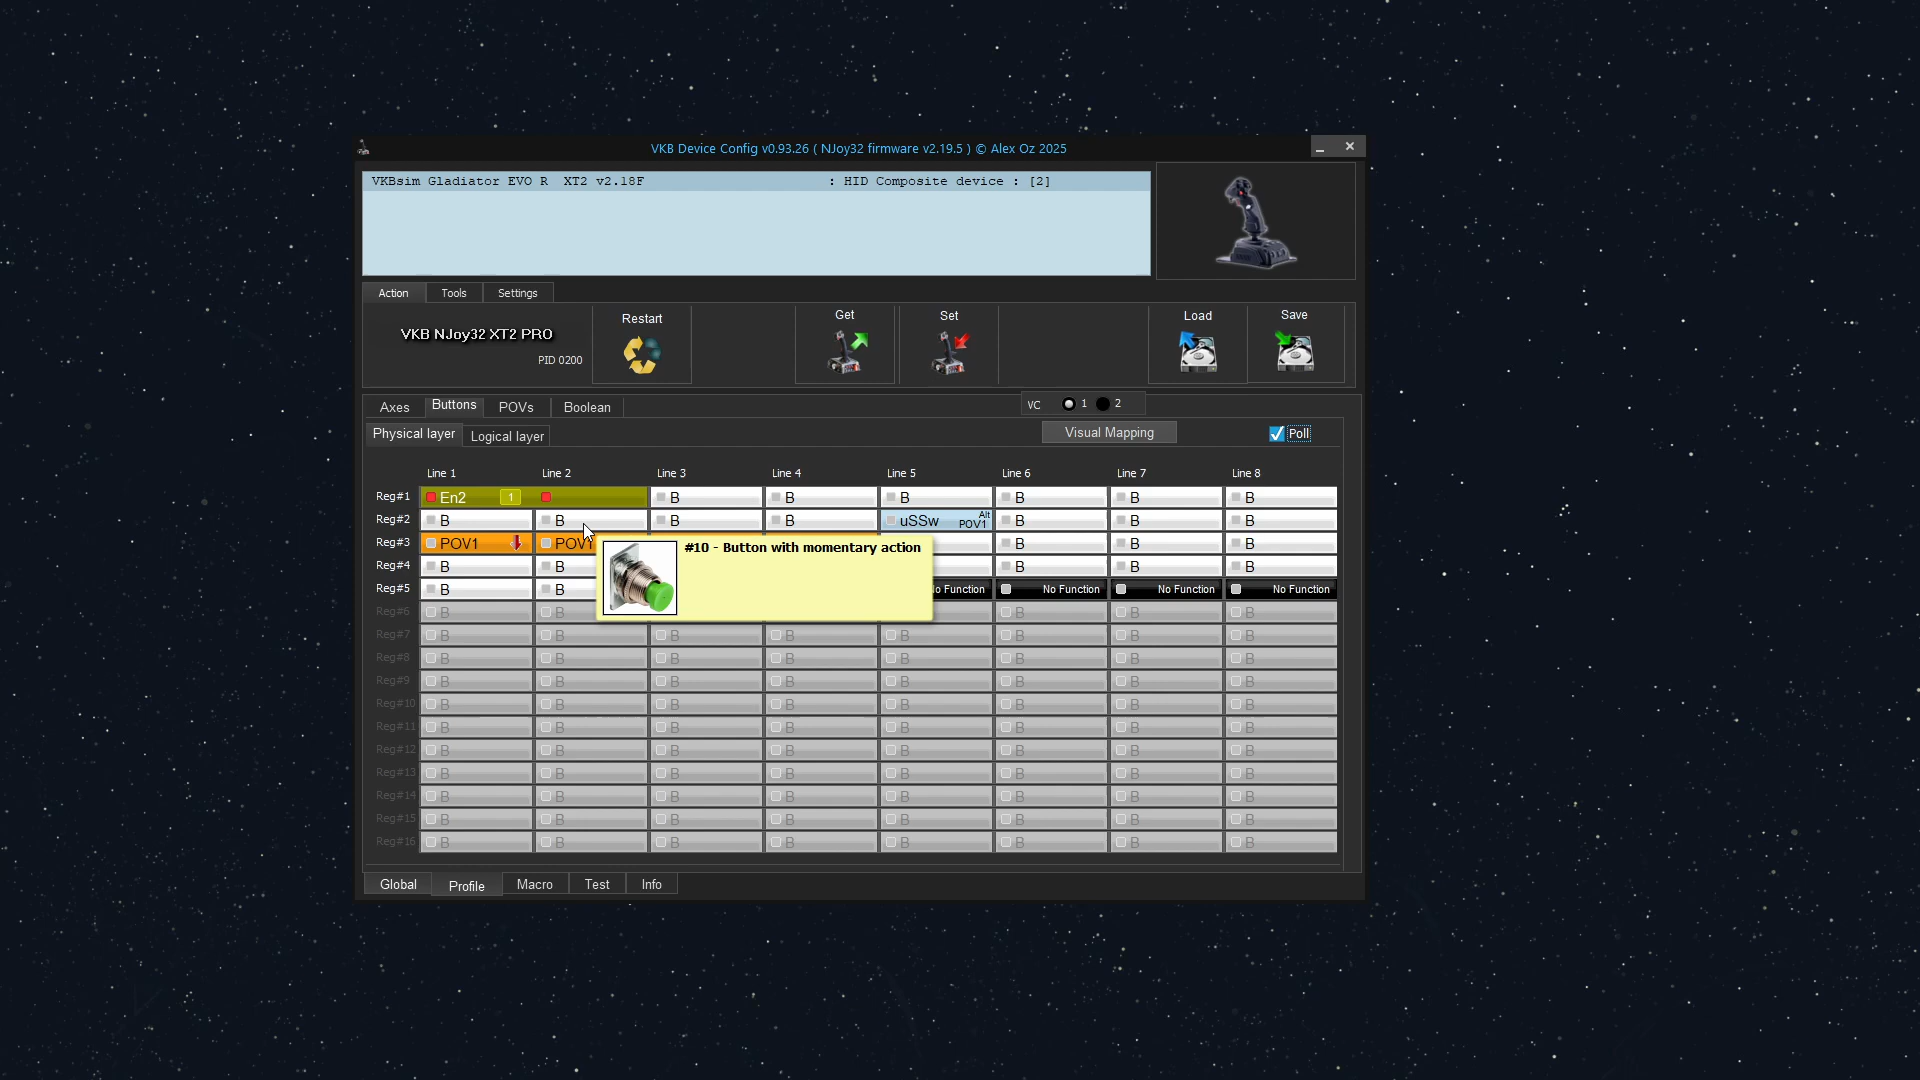 VKB Device Config v0.93.26 ( NJoy32 firmware v2.19.5 ) © Alex Oz 2025
VKBsim Gladiator EVO R  XT2 v2.18F : HID Composite device : [2]
Action Tools Settings
VKB NJoy32 XT2 PRO
PID 0200
Restart
Get
Set
Load
Save
Axes Buttons POVs Boolean
VC 1 2
Physical layer Logical layer
Visual Mapping
Poll
Line 1 Line 2 Line 3 Line 4 Line 5 Line 6 Line 7 Line 8
Reg#1 En2 1 B B B B B B
Reg#2 B B B B uSSw Alt POV1 B B B
Reg#3 POV1 POV1 B B B
#10 - Button with momentary action
Reg#4 B B B B B
Reg#5 B B No Function No Function No Function No Function
Reg#6 B B B B B
Reg#7 B B B B B B B B
Reg#8 B B B B B B B B
Reg#9 B B B B B B B B
Reg#10 B B B B B B B B
Reg#11 B B B B B B B B
Reg#12 B B B B B B B B
Reg#13 B B B B B B B B
Reg#14 B B B B B B B B
Reg#15 B B B B B B B B
Reg#16 B B B B B B B B
Global Profile Macro Test Info